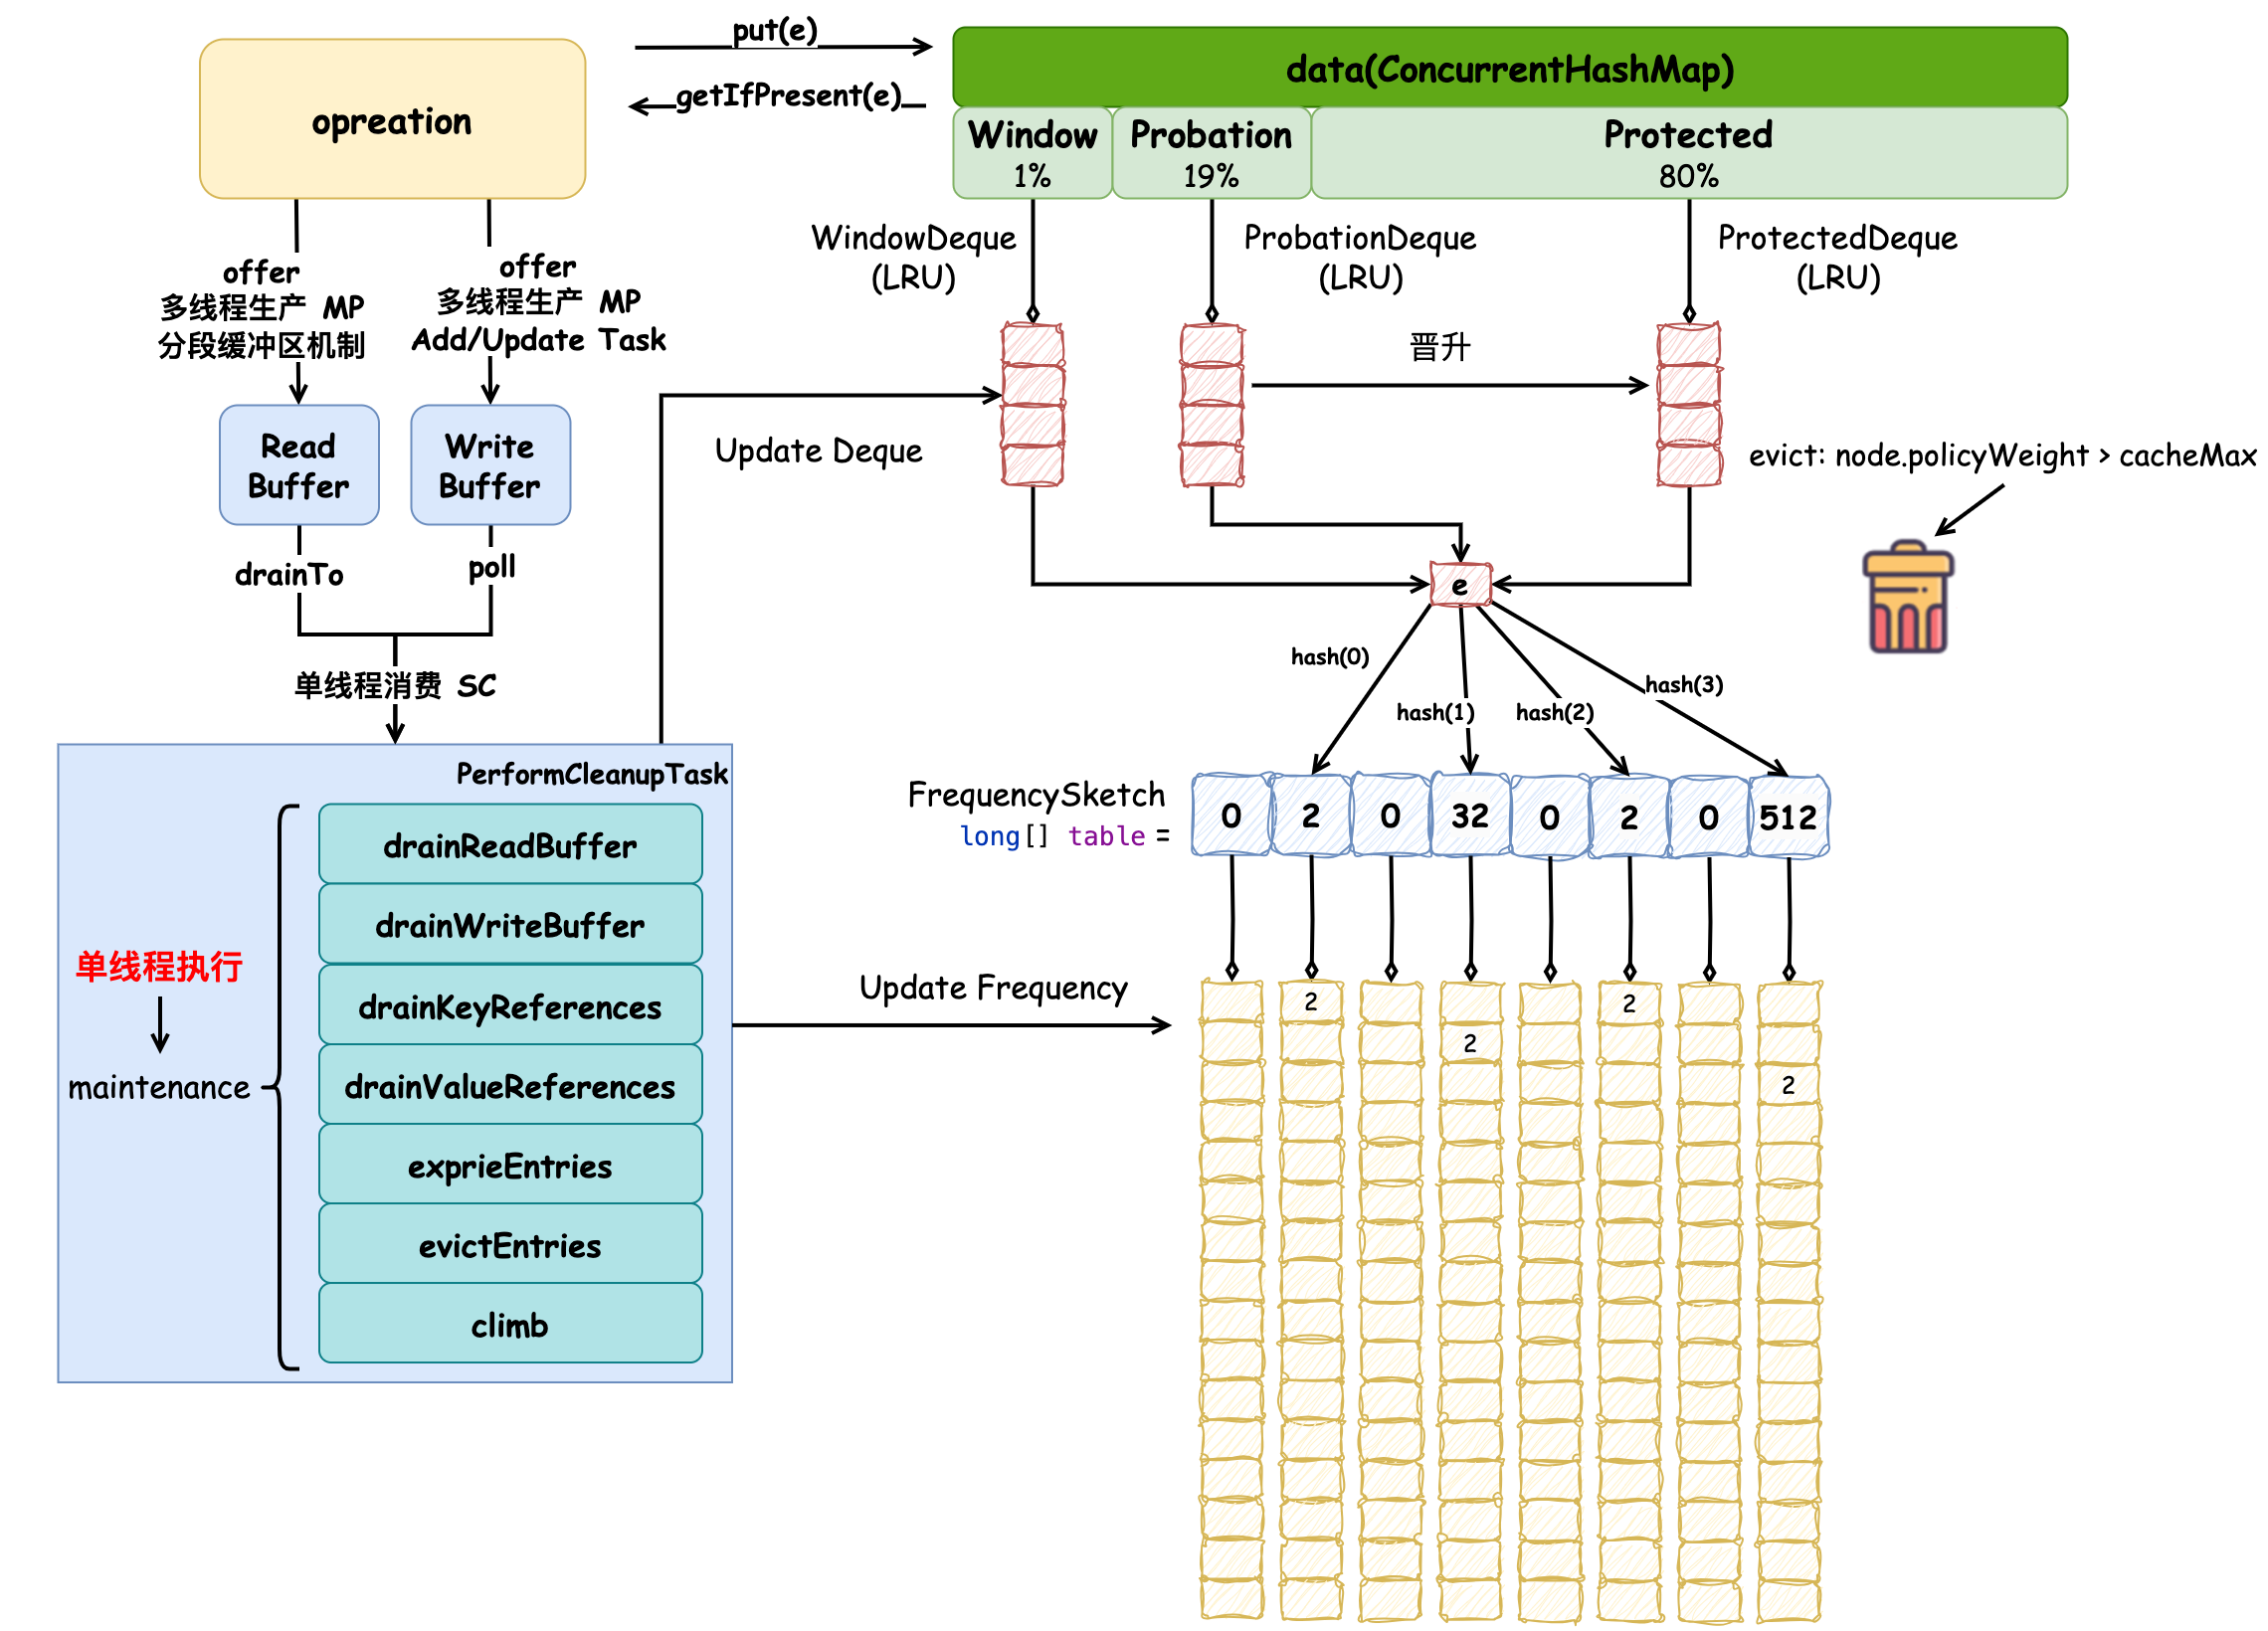 opreation
put(e)
getIfPresent(e)
data(ConcurrentHashMap)
Window
1%
Probation
19%
Protected
80%
offer
多线程生产 MP
分段缓冲区机制
offer
多线程生产 MP
Add/Update Task
WindowDeque
(LRU)
ProbationDeque
(LRU)
ProtectedDeque
(LRU)
晋升
Read
Buffer
Write
Buffer
Update Deque
evict: node.policyWeight > cacheMax
drainTo
poll
e
单线程消费 SC
hash(0)
hash(1)
hash(2)
hash(3)
PerformCleanupTask
drainReadBuffer
drainWriteBuffer
drainKeyReferences
drainValueReferences
exprieEntries
evictEntries
climb
单线程执行
maintenance
FrequencySketch
long[] table =
0 2 0 32 0 2 0 512
Update Frequency
2
2
2
2